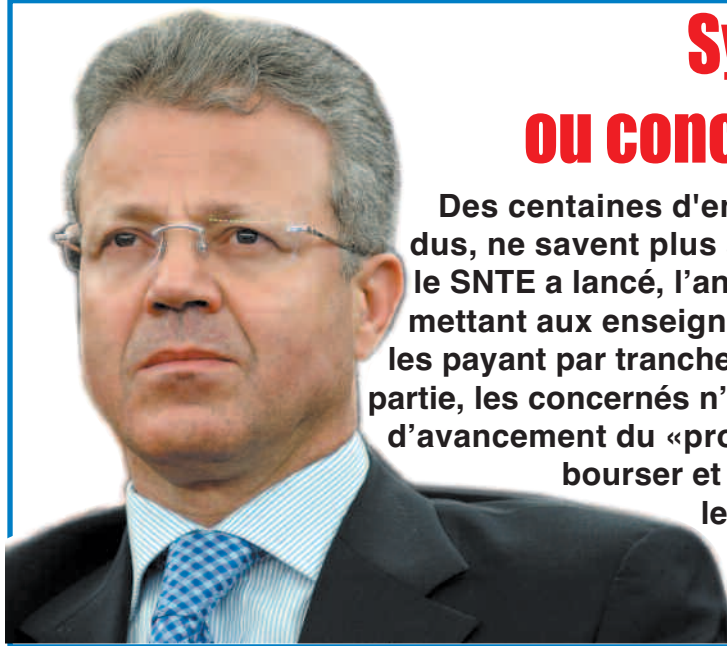 Sy
ou conc
Des centaines d'en
dus, ne savent plus
le SNTE a lancé, l’an
mettant aux enseign
les payant par tranche
partie, les concernés n’
d’avancement du «pro
bourser et
le